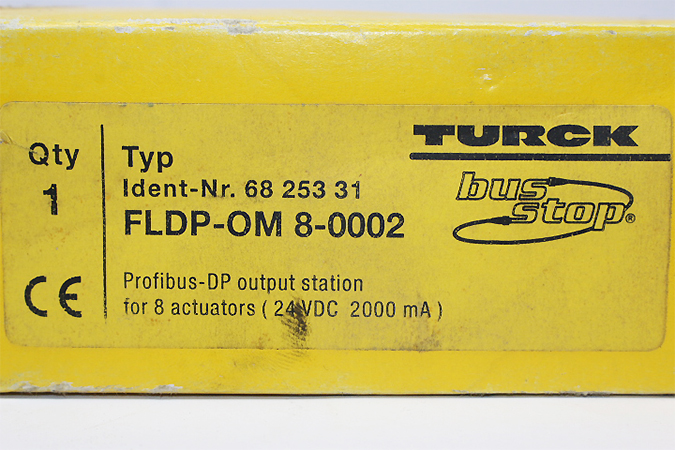 Qty
1
CE
Typ
Ident-Nr. 68 253 31
FLDP-OM 8-0002
Profibus-DP output station
for 8 actuators ( 24 VDC 2000 mA )
TURCK
bus
stop®